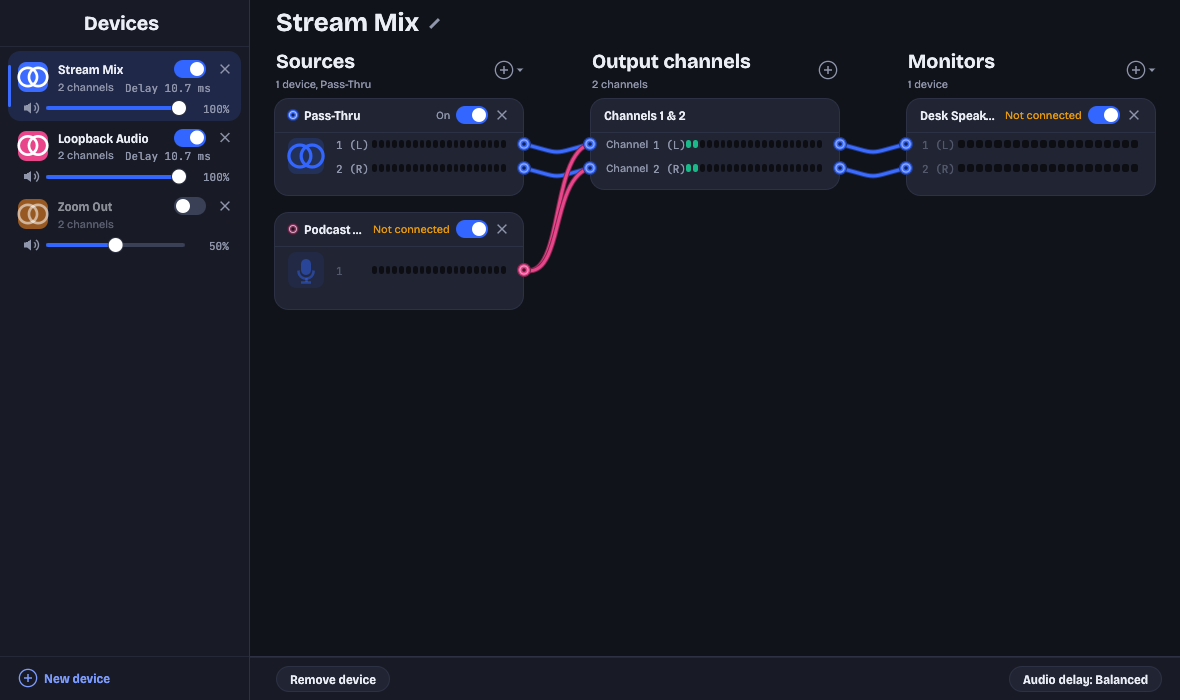 Devices
Stream Mix
2 channels Delay 10.7 ms
100%
Loopback Audio
2 channels Delay 10.7 ms
100%
Zoom Out
2 channels
50%
New device
Stream Mix
Sources
1 device, Pass-Thru
Pass-Thru On
1 (L)
2 (R)
Podcast ... Not connected
1
Output channels
2 channels
Channels 1 & 2
Channel 1 (L)
Channel 2 (R)
Monitors
1 device
Desk Speak... Not connected
1 (L)
2 (R)
Remove device
Audio delay: Balanced